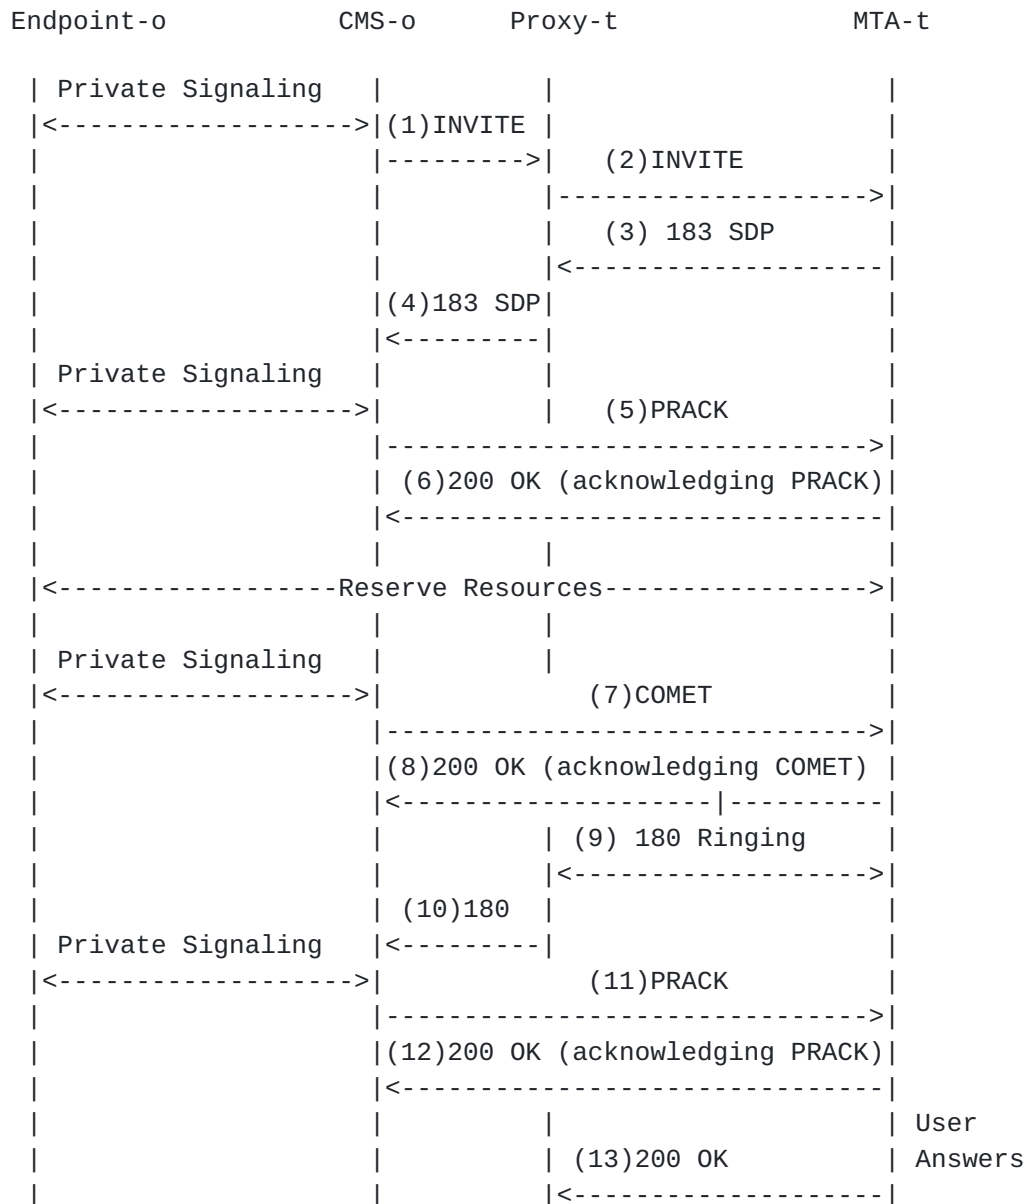 Endpoint-o           CMS-o      Proxy-t               MTA-t

 | Private Signaling   |          |                     |
 |<------------------->|(1)INVITE |                     |
 |                     |--------->|   (2)INVITE         |
 |                     |          |-------------------->|
 |                     |          |   (3) 183 SDP       |
 |                     |          |<--------------------|
 |                     |(4)183 SDP|                     |
 |                     |<---------|                     |
 | Private Signaling   |          |                     |
 |<------------------->|          |   (5)PRACK          |
 |                     |------------------------------->|
 |                     | (6)200 OK (acknowledging PRACK)|
 |                     |<-------------------------------|
 |                     |          |                     |
 |<------------------Reserve Resources----------------->|
 |                     |          |                     |
 | Private Signaling   |          |                     |
 |<------------------->|             (7)COMET           |
 |                     |------------------------------->|
 |                     |(8)200 OK (acknowledging COMET) |
 |                     |<--------------------|----------|
 |                     |          | (9) 180 Ringing     |
 |                     |          |<------------------->|
 |                     | (10)180  |                     |
 | Private Signaling   |<---------|                     |
 |<------------------->|             (11)PRACK          |
 |                     |------------------------------->|
 |                     |(12)200 OK (acknowledging PRACK)|
 |                     |<-------------------------------|
 |                     |          |                     | User
 |                     |          | (13)200 OK          | Answers
 |                     |          |<--------------------|